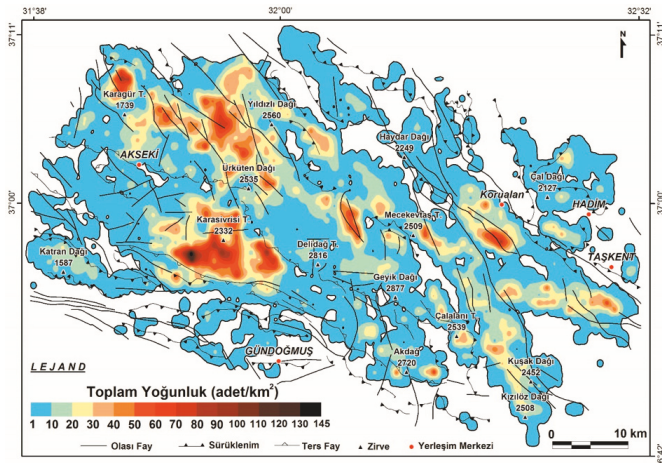 31°38'
32°00'
32°32'
37°11'
37°11'
N
Karagür T.
1739
Yıldızlı Dağı
2560
Haydar Dağı
2249
AKSEKİ
Ürküten Dağı
2535
Çal Dağı
2127
Korualan
HADIM
37°00'
37°00'
Karasivrisi T.
2332
Mecekevtaş T.
2509
Katran Dağı
1587
Delidağ T.
2816
TAŞKENT
Geyik Dağı
2877
Çalalanı T.
2539
GÜNDOĞMUŞ
Akdağ
2720
Kuşak Dağı
2452
Kızılöz Dağı
2508
LEJAND
Toplam Yoğunluk (adet/km²)
1 10 20 30 40 50 60 70 80 90 100 110 120 130 145
Olası Fay Sürüklenim Ters Fay Zirve Yerleşim Merkezi
0 10 km
6°42'